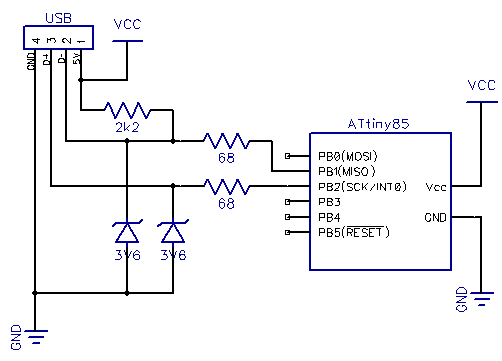 USB
4 3 2 1
GND D+ D- 5V
VCC
2k2
68
68
3V6 3V6
GND
ATtiny85
PB0(MOSI)
PB1(MISO)
PB2(SCK/INT0)
PB3
PB4
PB5(RESET)
Vcc
GND
VCC
GND